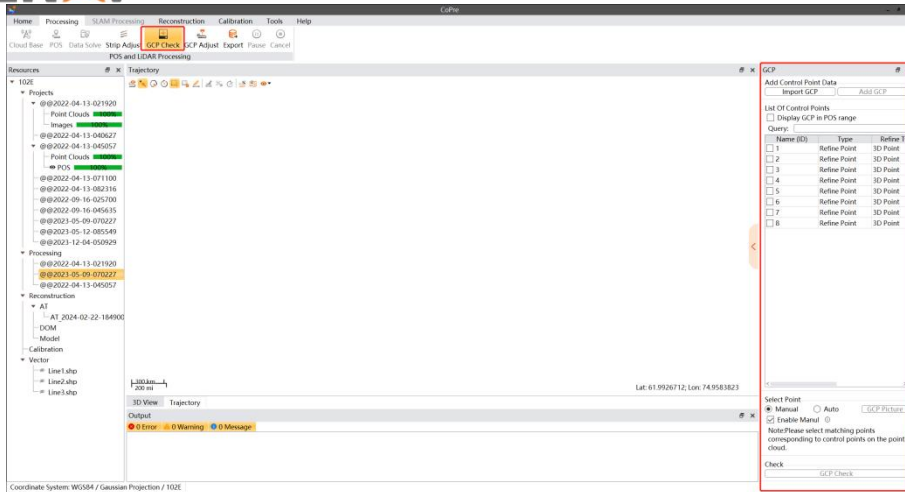 CoPre
Home Processing SLAM Processing Reconstruction Calibration Tools Help
Cloud Base POS Data Solve Strip Adjust GCP Check GCP Adjust Export Pause Cancel
POS and LiDAR Processing
Resources
102E
Projects
@@2022-04-13-021920
Point Clouds 100%
Images 100%
@@2022-04-13-040627
@@2022-04-13-045057
Point Clouds 100%
POS 100%
@@2022-04-13-071100
@@2022-04-13-082316
@@2022-09-16-025700
@@2022-09-16-045635
@@2023-05-09-070227
@@2023-05-12-085549
@@2023-12-04-050929
Processing
@@2022-04-13-021920
@@2023-05-09-070227
@@2022-04-13-045057
Reconstruction
AT
AT_2024-02-22-184900
DOM
Model
Calibration
Vector
Line1.shp
Line2.shp
Line3.shp
Trajectory
300 km
200 mi
Lat: 61.9926712; Lon: 74.9583823
3D View Trajectory
Output
0 Error 0 Warning 0 Message
GCP
Add Control Point Data
Import GCP Add GCP
List Of Control Points
Display GCP in POS range
Query:
Name (ID) Type Refine T
1 Refine Point 3D Point
2 Refine Point 3D Point
3 Refine Point 3D Point
4 Refine Point 3D Point
5 Refine Point 3D Point
6 Refine Point 3D Point
7 Refine Point 3D Point
8 Refine Point 3D Point
Select Point
Manual Auto GCP Picture
Enable Manul
Note:Please select matching points
corresponding to control points on the point
cloud.
Check
GCP Check
Coordinate System: WGS84 / Gaussian Projection / 102E